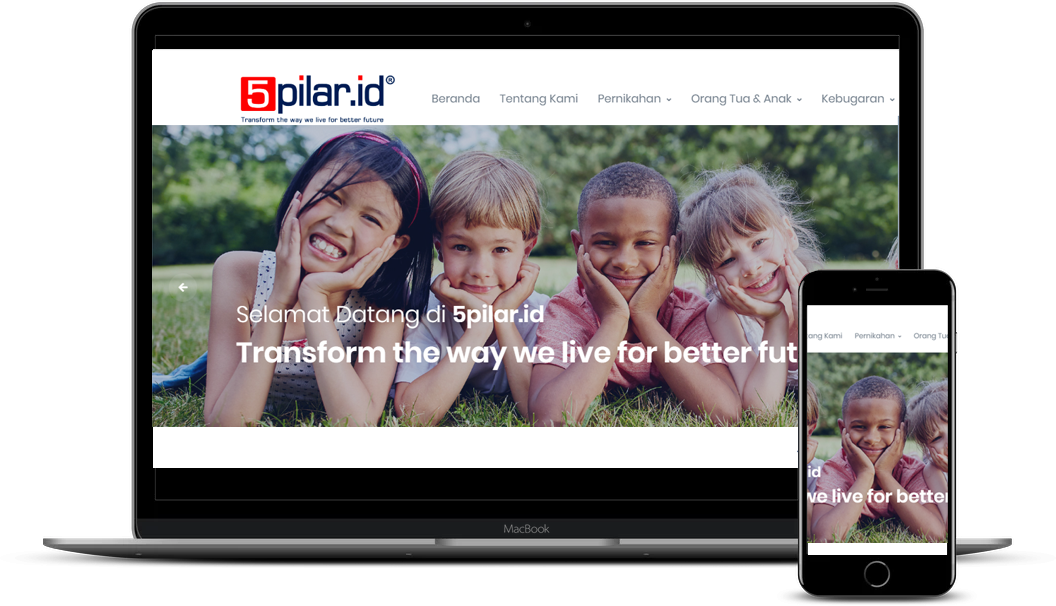 5pilar.id®
Transform the way we live for better future
Beranda Tentang Kami Pernikahan Orang Tua & Anak Kebugaran
Selamat Datang di 5pilar.id
Transform the way we live for better fut
MacBook
ang Kami Pernikahan Orang Tu
id
we live for better